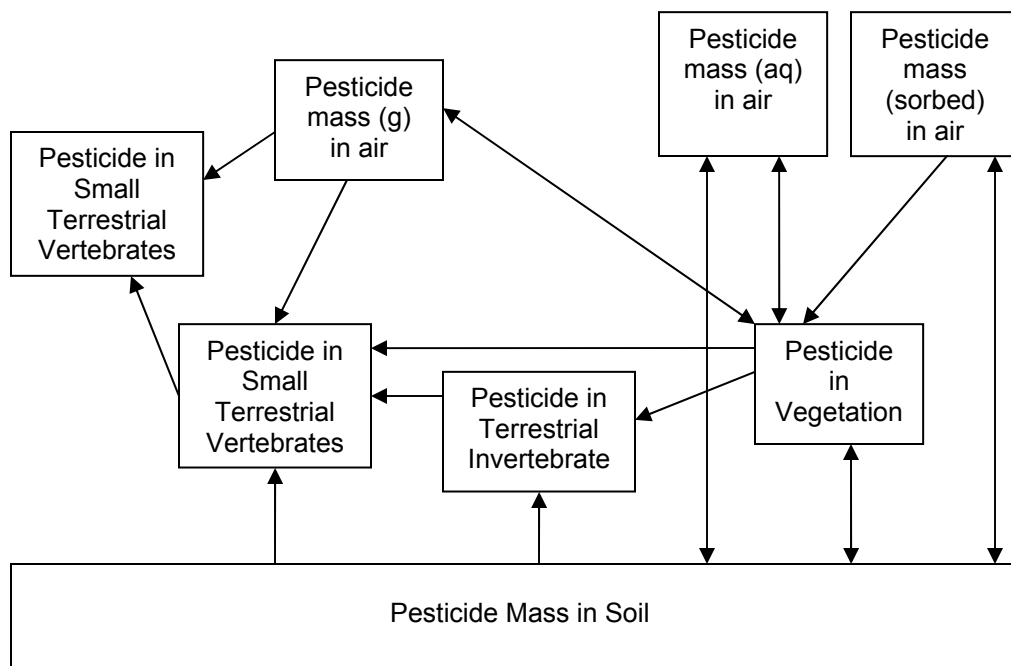 Pesticide
mass (aq)
in air
Pesticide
mass
(sorbed)
in air
Pesticide
mass (g)
in air
Pesticide in
Small
Terrestrial
Vertebrates
Pesticide in
Small
Terrestrial
Vertebrates
Pesticide in
Terrestrial
Invertebrate
Pesticide
in
Vegetation
Pesticide Mass in Soil